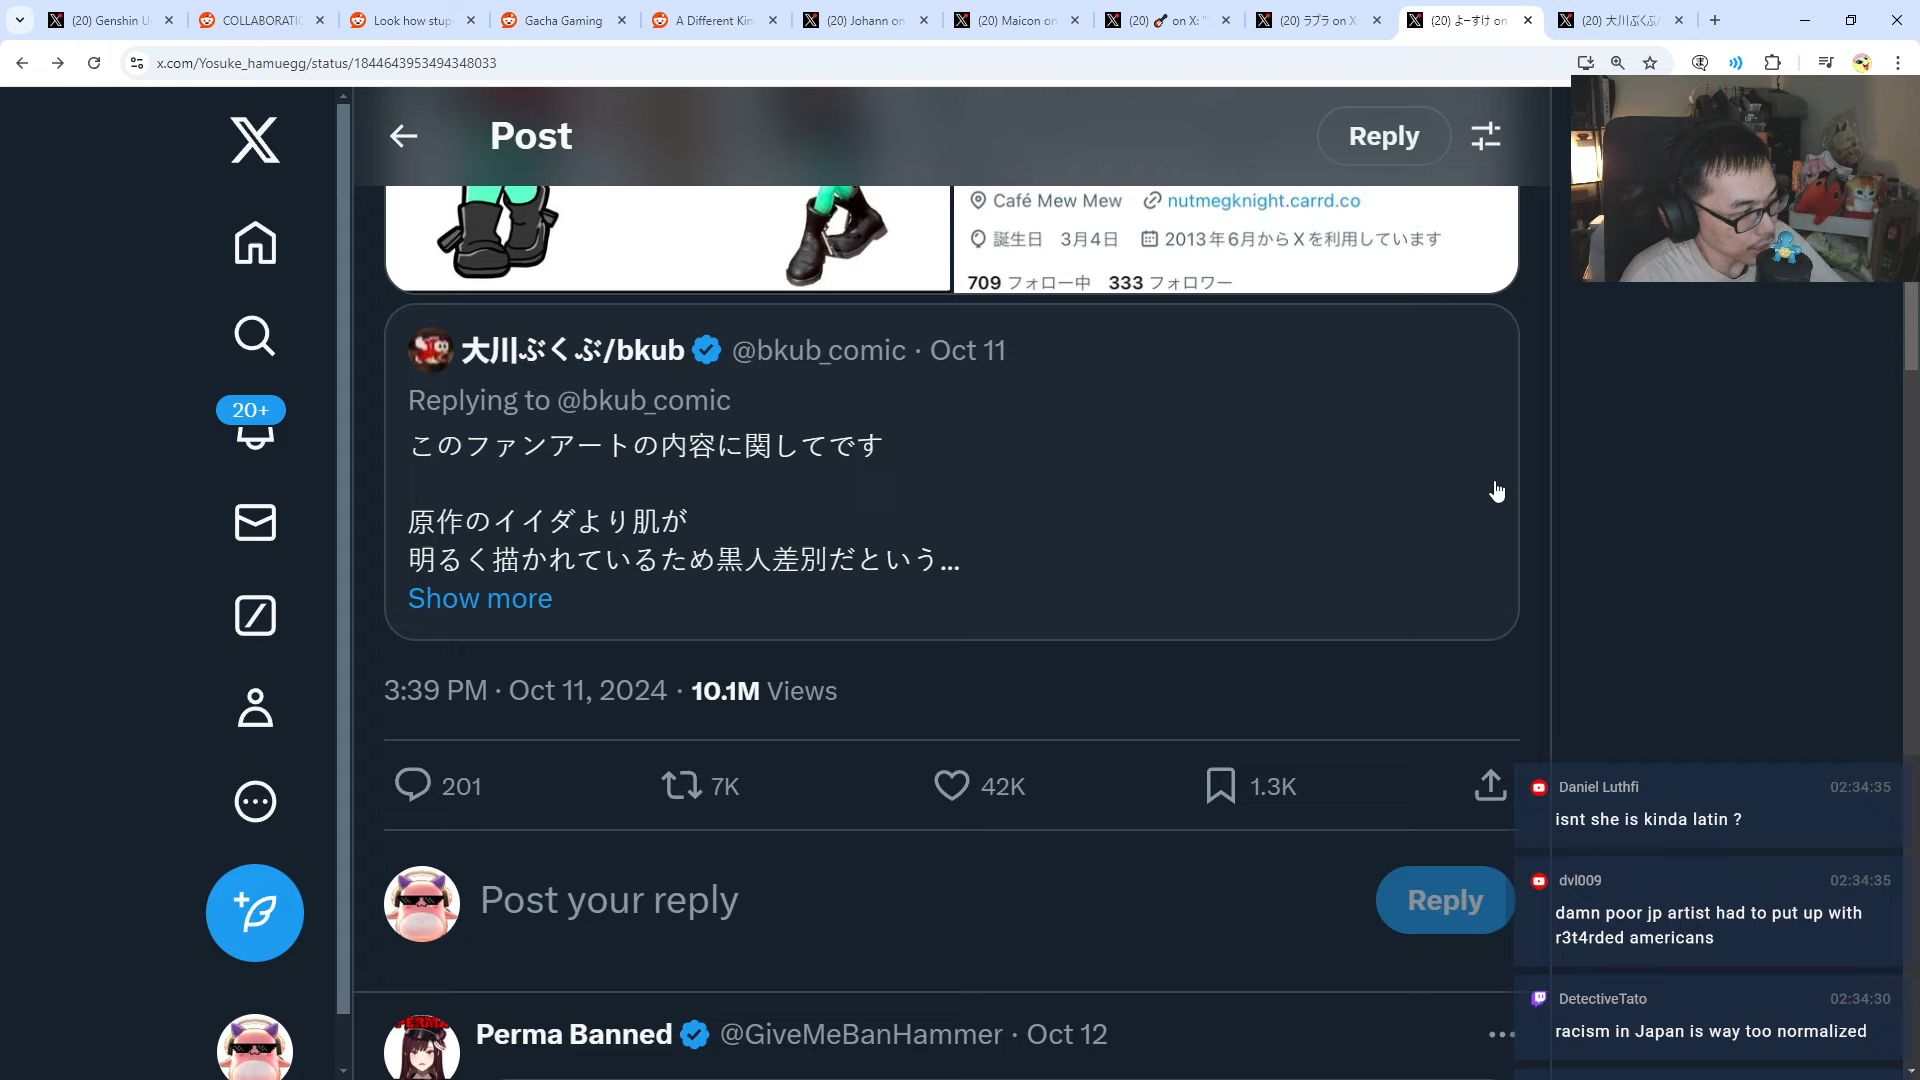 (20) Genshin U
COLLABORATIC
Look how stup
Gacha Gaming
A Different Kin
(20) Johann on
(20) Maicon on
(20) 🎸 on X: "
(20) ラプラ on X:
(20) よーすけ on
(20) 大川ぶくぶ/
x.com/Yosuke_hamuegg/status/1844643953494348033
Post
Reply
Café Mew Mew nutmegknight.carrd.co
誕生日 3月4日 2013年6月からXを利用しています
709 フォロー中 333 フォロワー
大川ぶくぶ/bkub @bkub_comic · Oct 11
Replying to @bkub_comic
このファンアートの内容に関してです
原作のイイダより肌が
明るく描かれているため黒人差別だという...
Show more
20+
3:39 PM · Oct 11, 2024 · 10.1M Views
201 7K 42K 1.3K
Post your reply
Reply
Perma Banned @GiveMeBanHammer · Oct 12
Daniel Luthfi 02:34:35
isnt she is kinda latin ?
dvl009 02:34:35
damn poor jp artist had to put up with
r3t4rded americans
DetectiveTato 02:34:30
racism in Japan is way too normalized